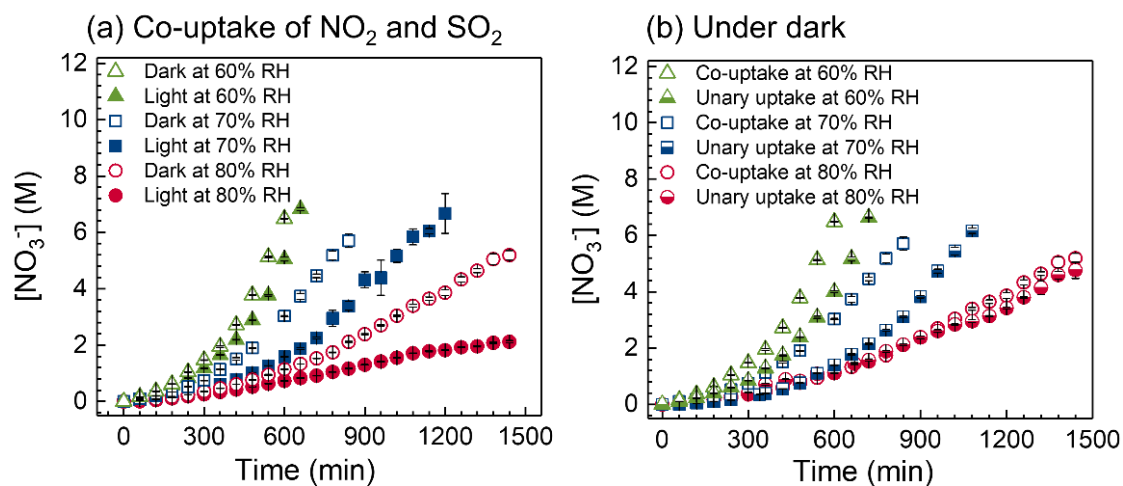 (a) Co-uptake of NO₂ and SO₂
12
10
8
6
4
2
0
[NO₃⁻] (M)
Dark at 60% RH
Light at 60% RH
Dark at 70% RH
Light at 70% RH
Dark at 80% RH
Light at 80% RH
0 300 600 900 1200 1500
Time (min)
(b) Under dark
12
10
8
6
4
2
0
[NO₃⁻] (M)
Co-uptake at 60% RH
Unary uptake at 60% RH
Co-uptake at 70% RH
Unary uptake at 70% RH
Co-uptake at 80% RH
Unary uptake at 80% RH
0 300 600 900 1200 1500
Time (min)